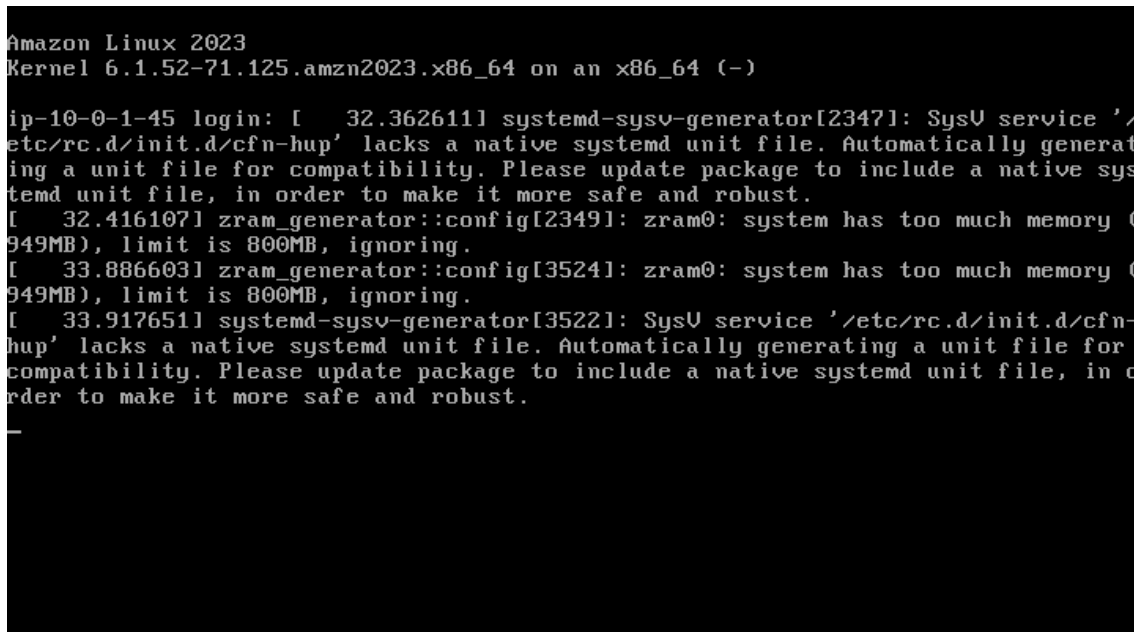 Amazon Linux 2023
Kernel 6.1.52-71.125.amzn2023.x86_64 on an x86_64 (-)
ip-10-0-1-45 login: [   32.362611] systemd-sysv-generator[2347]: SysV service '/
etc/rc.d/init.d/cfn-hup' lacks a native systemd unit file. Automatically generat
ing a unit file for compatibility. Please update package to include a native sys
temd unit file, in order to make it more safe and robust.
[   32.416107] zram_generator::config[2349]: zram0: system has too much memory (
949MB), limit is 800MB, ignoring.
[   33.886603] zram_generator::config[3524]: zram0: system has too much memory (
949MB), limit is 800MB, ignoring.
[   33.917651] systemd-sysv-generator[3522]: SysV service '/etc/rc.d/init.d/cfn-
hup' lacks a native systemd unit file. Automatically generating a unit file for
compatibility. Please update package to include a native systemd unit file, in o
rder to make it more safe and robust.